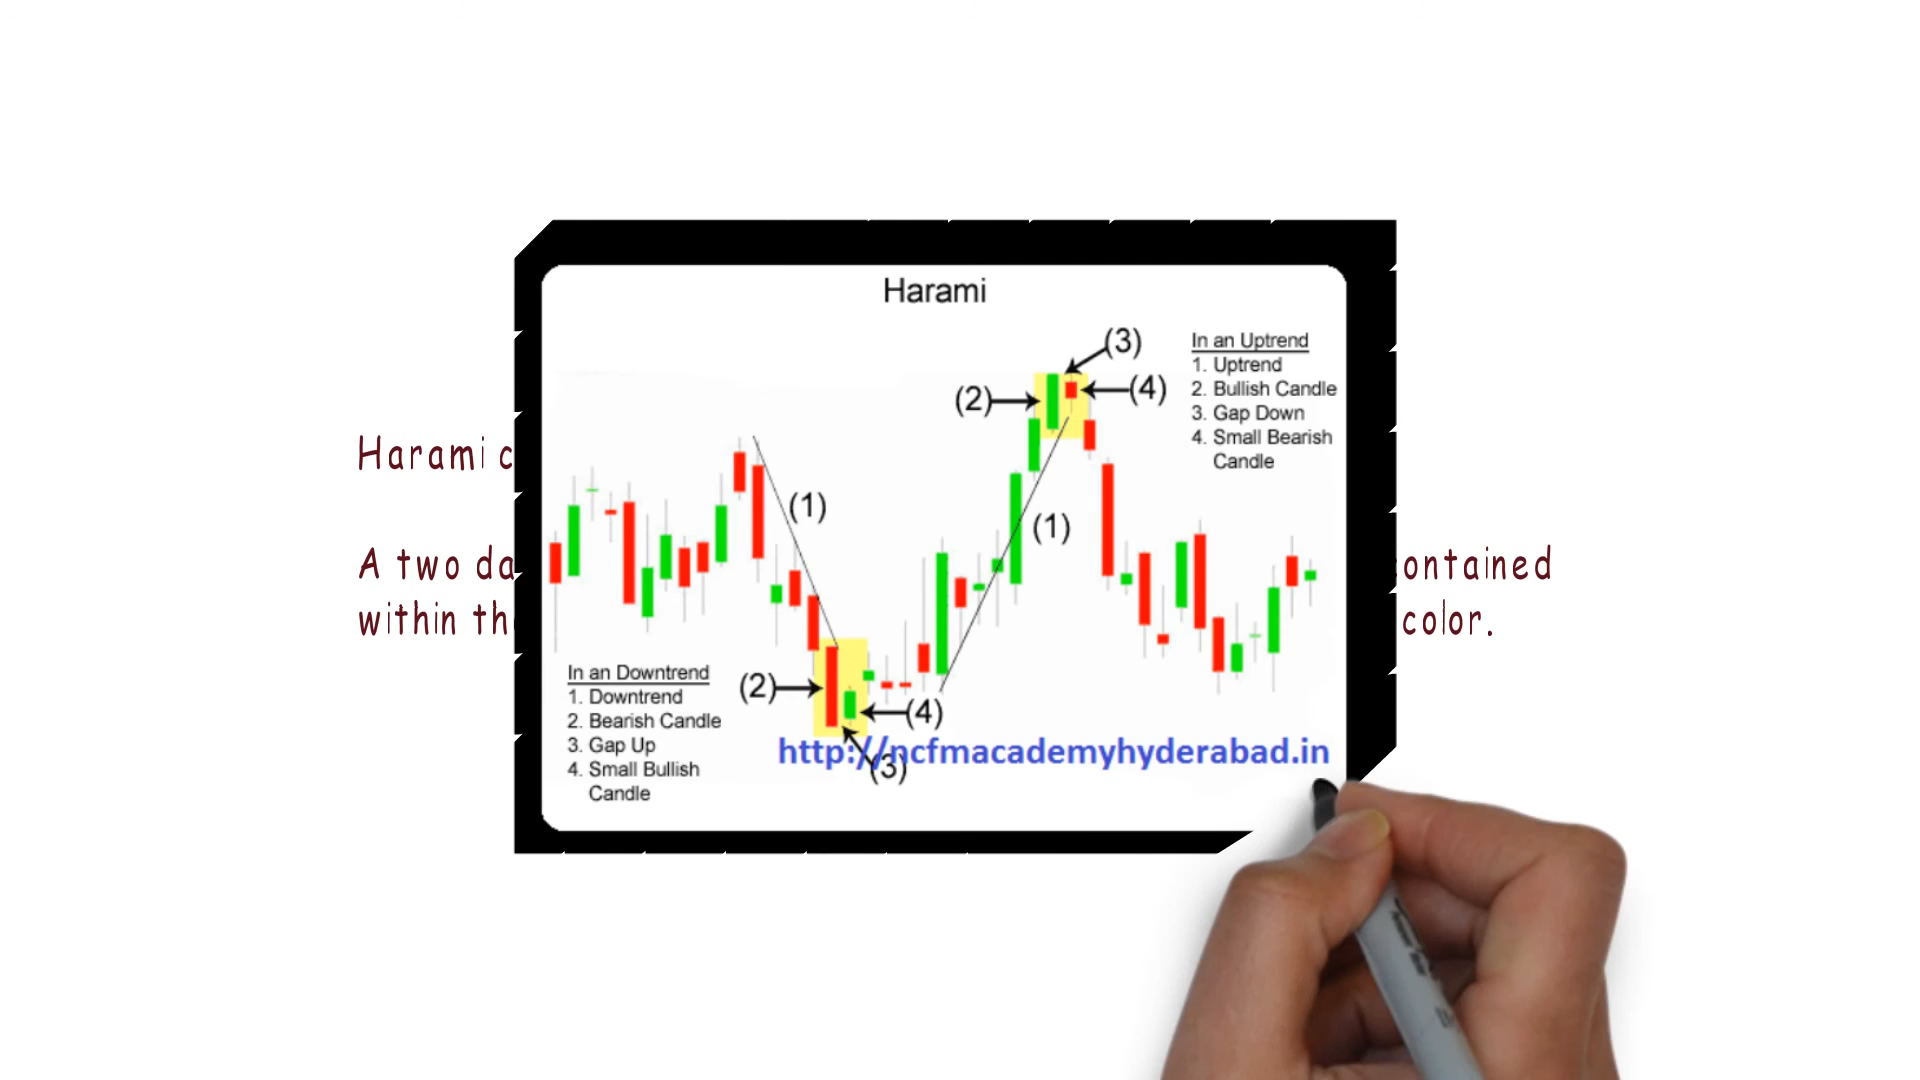 Harami
(3)
In an Uptrend
1. Uptrend
2. Bullish Candle
3. Gap Down
4. Small Bearish
Candle
(2)
(4)
Harami c
(1)
(1)
A two da
ontained
within th
color.
In an Downtrend
1. Downtrend
2. Bearish Candle
3. Gap Up
4. Small Bullish
Candle
(2)
(4)
http://ncfmacademyhyderabad.in
(3)